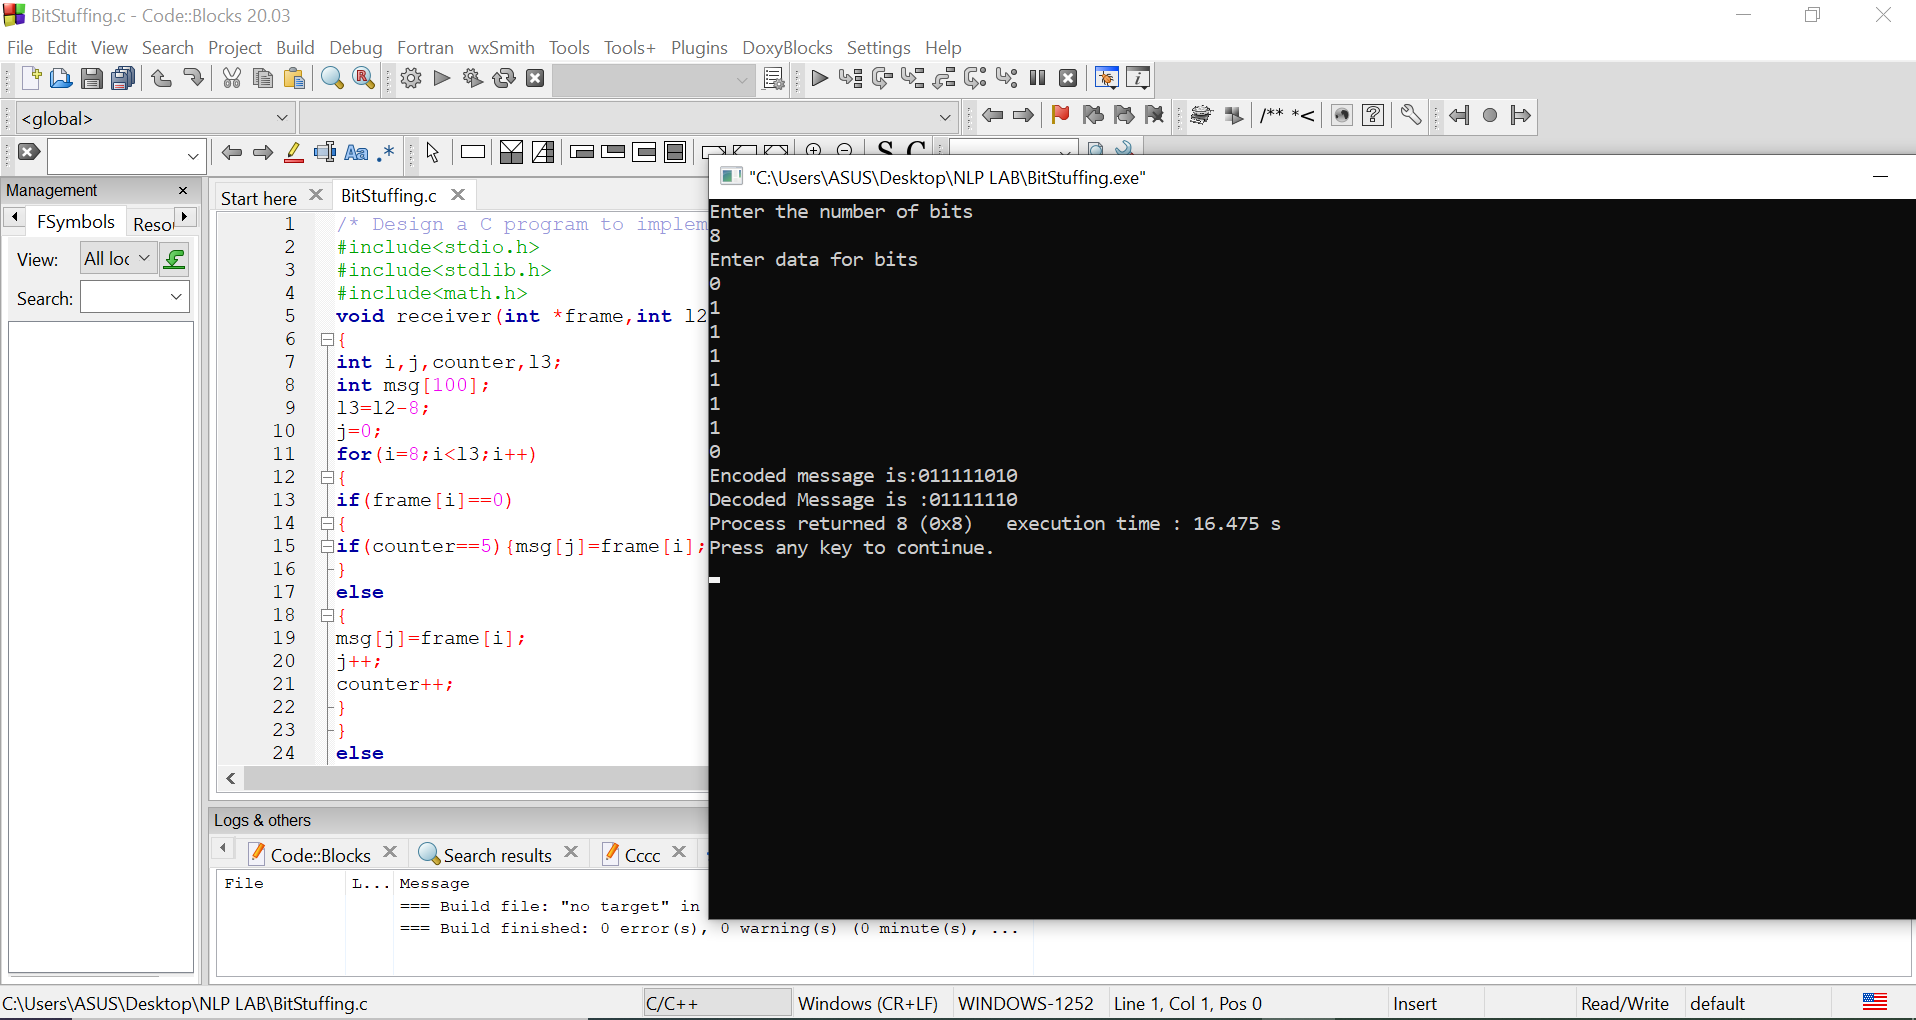 BitStuffing.c - Code::Blocks 20.03
File Edit View Search Project Build Debug Fortran wxSmith Tools Tools+ Plugins DoxyBlocks Settings Help
<global>
/** *<
Aa .* S C
Management
FSymbols Reso
View: All loc
Search:
Start here BitStuffing.c
1 /* Design a C program to implem
2 #include<stdio.h>
3 #include<stdlib.h>
4 #include<math.h>
5 void receiver(int *frame,int l2
6 {
7 int i,j,counter,l3;
8 int msg[100];
9 l3=l2-8;
10 j=0;
11 for(i=8;i<l3;i++)
12 {
13 if(frame[i]==0)
14 {
15 if(counter==5){msg[j]=frame[i];
16 }
17 else
18 {
19 msg[j]=frame[i];
20 j++;
21 counter++;
22 }
23 }
24 else
"C:\Users\ASUS\Desktop\NLP LAB\BitStuffing.exe"
Enter the number of bits
8
Enter data for bits
0
1
1
1
1
1
1
0
Encoded message is:011111010
Decoded Message is :01111110
Process returned 8 (0x8)   execution time : 16.475 s
Press any key to continue.
Logs & others
Code::Blocks Search results Cccc
File L... Message
=== Build file: "no target" in
=== Build finished: 0 error(s), 0 warning(s) (0 minute(s), ...
C:\Users\ASUS\Desktop\NLP LAB\BitStuffing.c C/C++ Windows (CR+LF) WINDOWS-1252 Line 1, Col 1, Pos 0 Insert Read/Write default